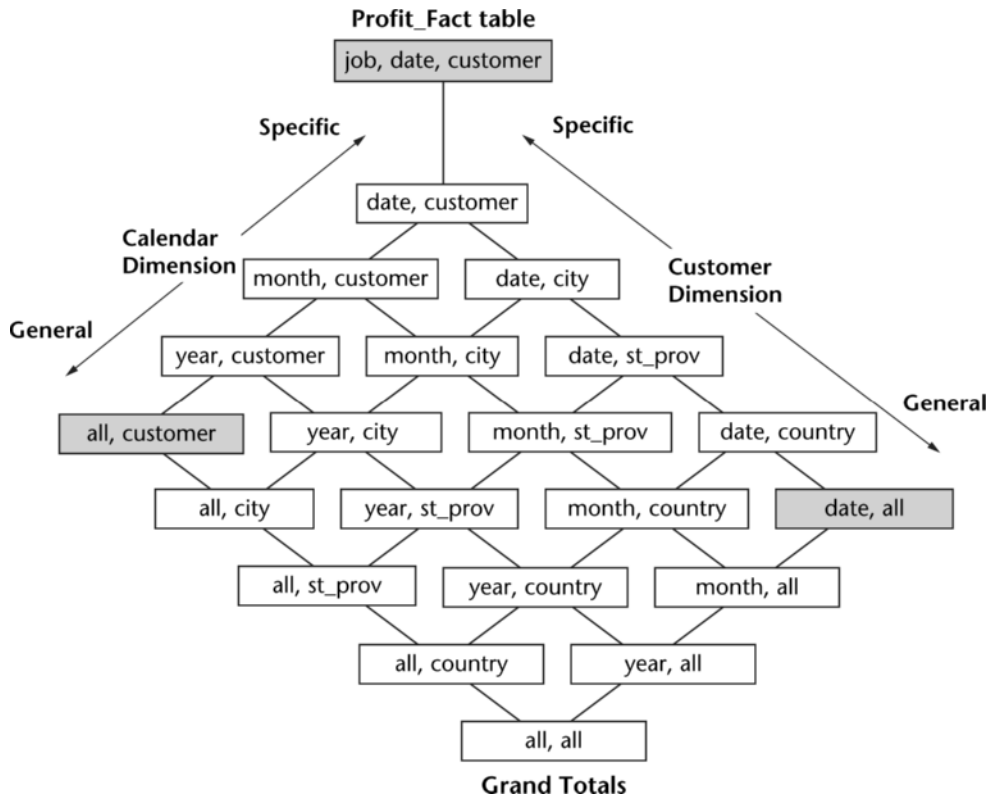 Profit_Fact table
job, date, customer
Specific
Specific
date, customer
Calendar
Dimension
month, customer
date, city
Customer
Dimension
General
year, customer
month, city
date, st_prov
General
all, customer
year, city
month, st_prov
date, country
all, city
year, st_prov
month, country
date, all
all, st_prov
year, country
month, all
all, country
year, all
all, all
Grand Totals